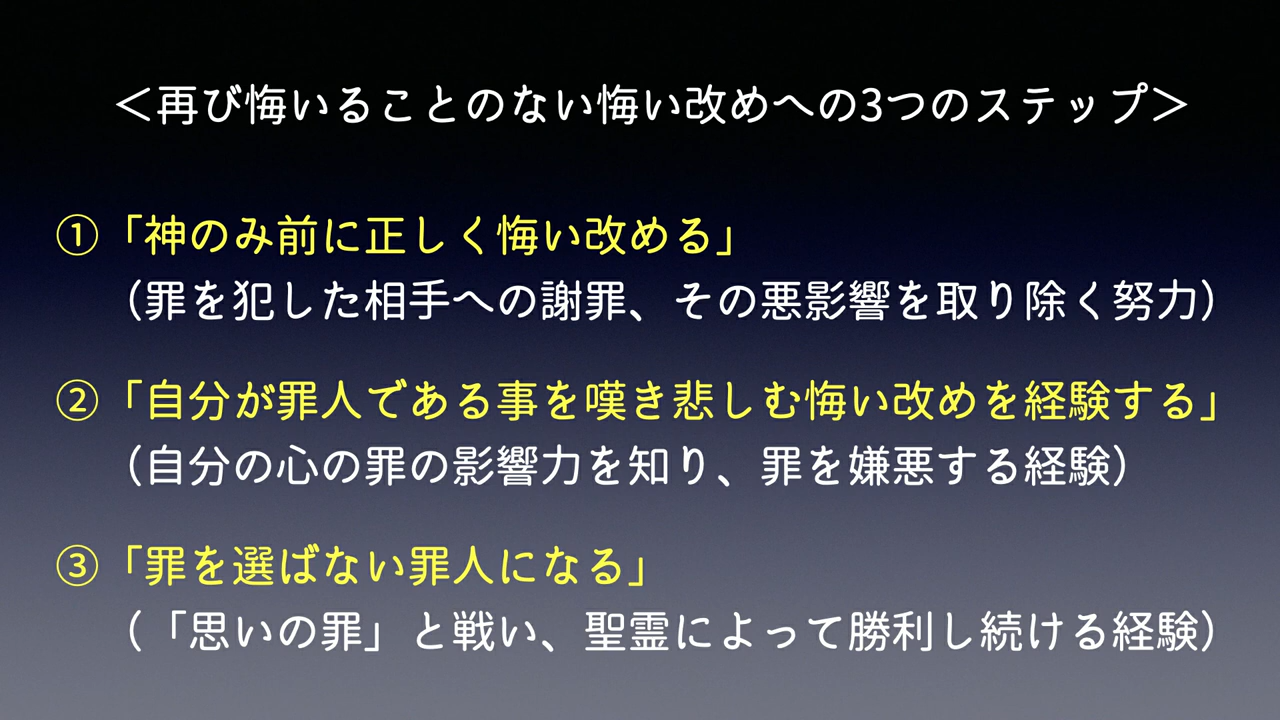 ＜再び悔いることのない悔い改めへの3つのステップ＞
①「神のみ前に正しく悔い改める」
（罪を犯した相手への謝罪、その悪影響を取り除く努力）
②「自分が罪人である事を嘆き悲しむ悔い改めを経験する」
（自分の心の罪の影響力を知り、罪を嫌悪する経験）
③「罪を選ばない罪人になる」
（「思いの罪」と戦い、聖霊によって勝利し続ける経験）